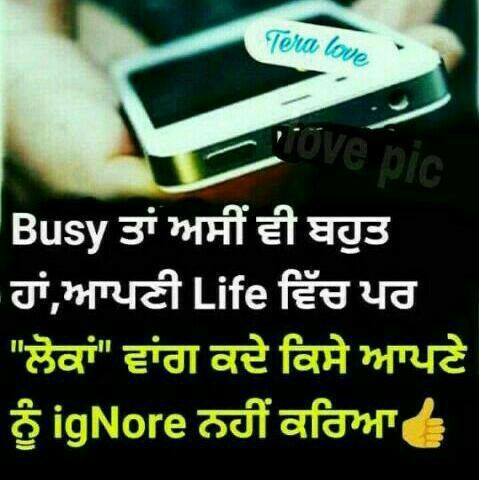 Tera love
love pic
Busy ਤਾਂ ਅਸੀਂ ਵੀ ਬਹੁਤ
ਹਾਂ,ਆਪਣੀ Life ਵਿੱਚ ਪਰ
"ਲੋਕਾਂ" ਵਾਂਗ ਕਦੇ ਕਿਸੇ ਆਪਣੇ
ਨੂੰ igNore ਨਹੀਂ ਕਰਿਆ👍